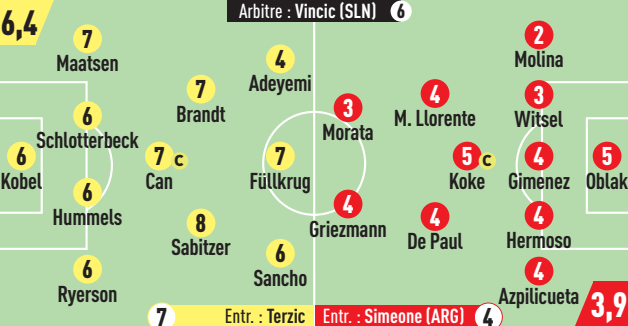 6,4
Arbitre : Vincic (SLN) 6
7
Maatsen
6
Schlotterbeck
6
Kobel
6
Hummels
6
Ryerson
7
Brandt
7 C
Can
8
Sabitzer
4
Adeyemi
7
Füllkrug
6
Sancho
3
Morata
4
Griezmann
4
M. Llorente
5 C
Koke
4
De Paul
2
Molina
3
Witsel
4
Gimenez
4
Hermoso
4
Azpilicueta
5
Oblak
7 Entr. : Terzic
Entr. : Simeone (ARG) 4
3,9